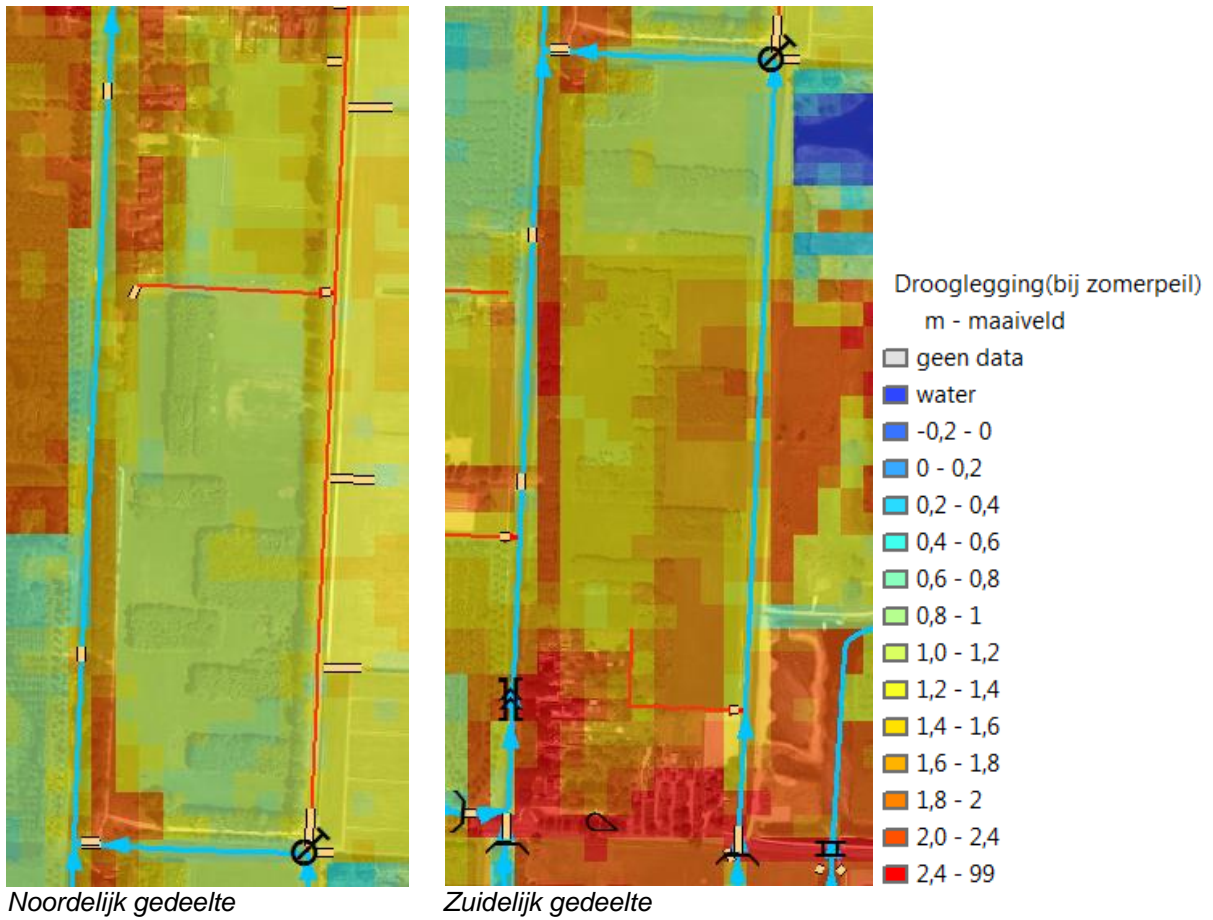 Drooglegging(bij zomerpeil)
m - maaiveld
geen data
water
-0,2 - 0
0 - 0,2
0,2 - 0,4
0,4 - 0,6
0,6 - 0,8
0,8 - 1
1,0 - 1,2
1,2 - 1,4
1,4 - 1,6
1,6 - 1,8
1,8 - 2
2,0 - 2,4
2,4 - 99
Noordelijk gedeelte
Zuidelijk gedeelte